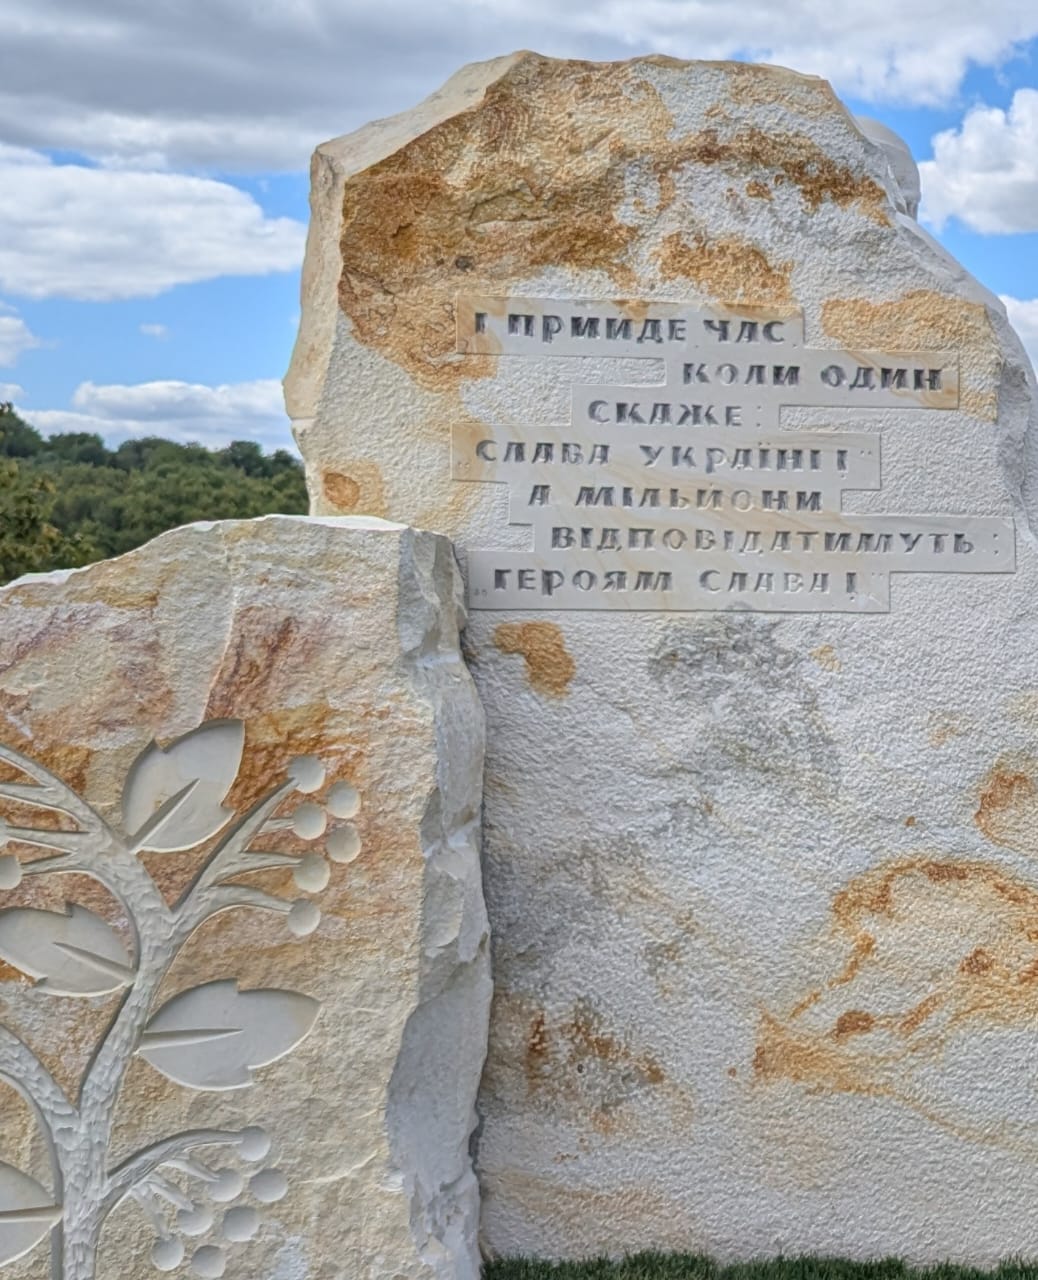 І ПРИЙДЕ ЧАС
КОЛИ ОДИН
СКАЖЕ:
„СЛАВА УКРАЇНІ!“
А МІЛЬЙОНИ
ВІДПОВІДАТИМУТЬ:
„ГЕРОЯМ СЛАВА!“